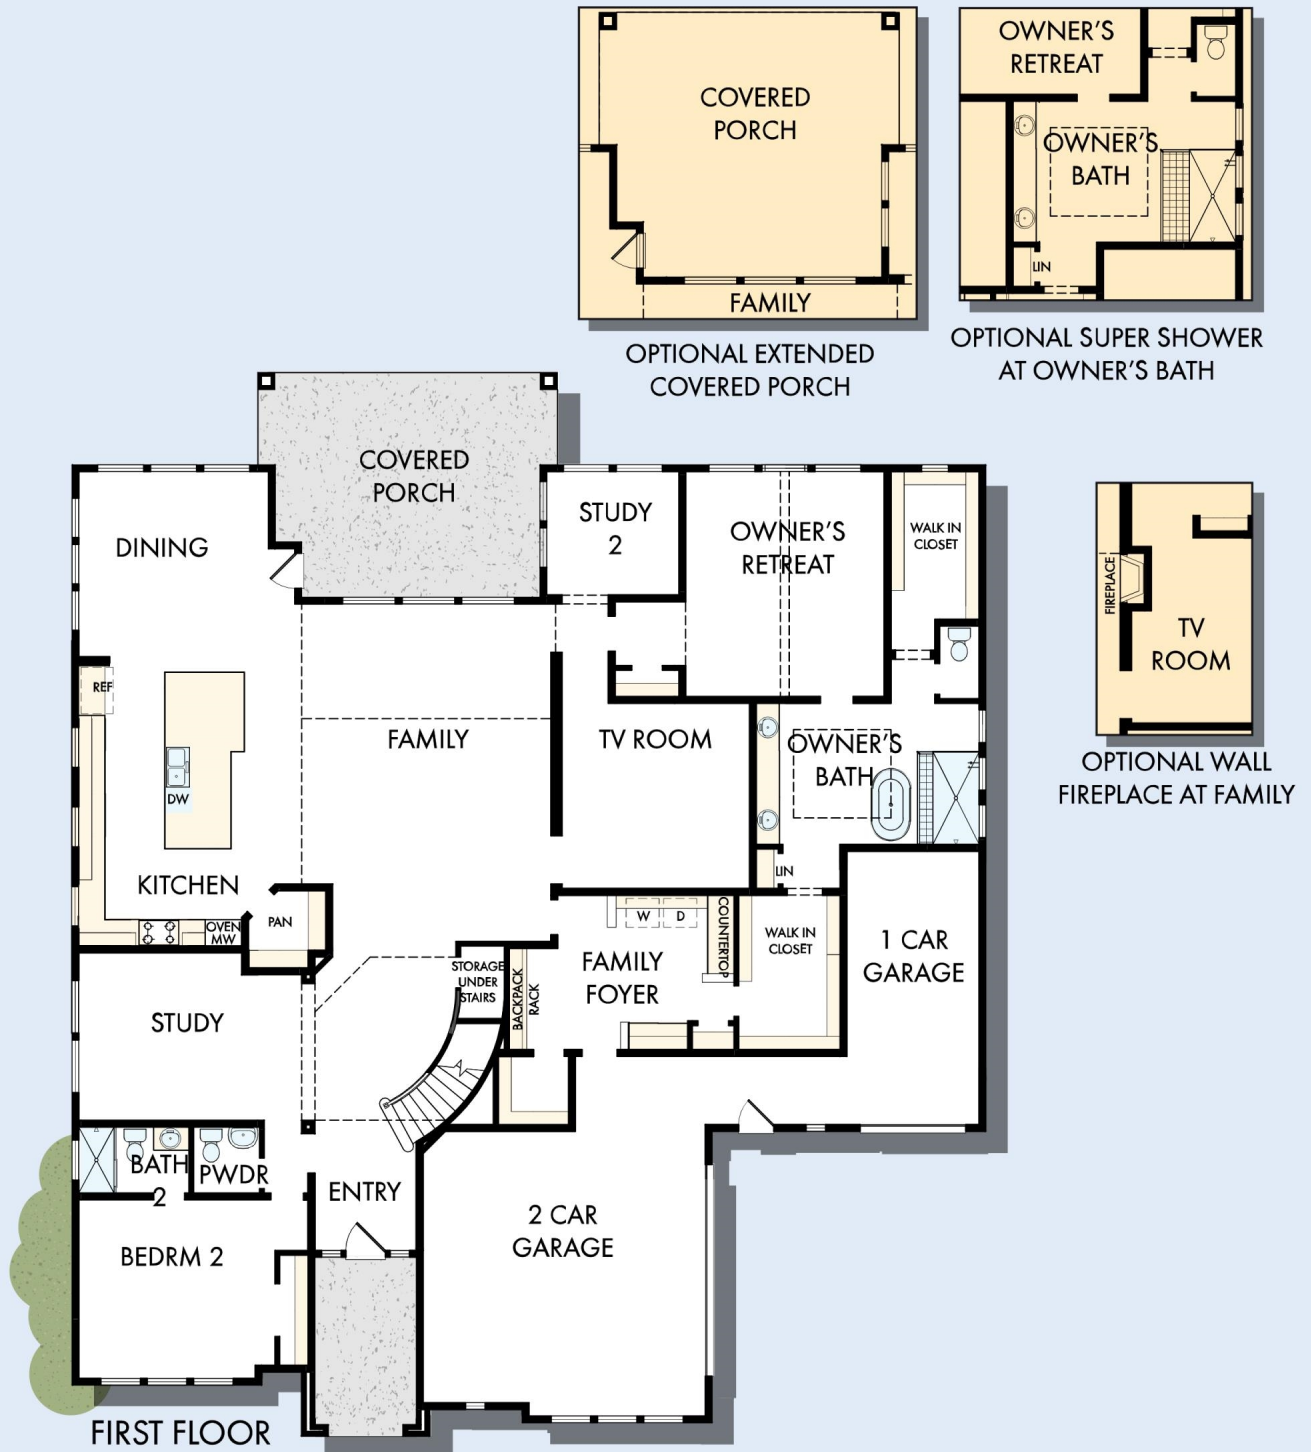 OWNER'S
RETREAT
COVERED
PORCH
OWNER'S
BATH
LIN
FAMILY
OPTIONAL SUPER SHOWER
AT OWNER'S BATH
OPTIONAL EXTENDED
COVERED PORCH
COVERED
PORCH
STUDY
2
OWNER'S
RETREAT
WALK IN
CLOSET
DINING
FIREPLACE
TV
ROOM
REF
FAMILY
TV ROOM
OWNER'S
BATH
OPTIONAL WALL
FIREPLACE AT FAMILY
DW
KITCHEN
LIN
PAN
OVEN
MW
W
D
COUNTERTOP
WALK IN
CLOSET
1 CAR
GARAGE
FAMILY
FOYER
STORAGE
UNDER
STAIRS
BACKPACK
RACK
STUDY
BATH
2
PWDR
ENTRY
2 CAR
GARAGE
BEDRM 2
FIRST FLOOR